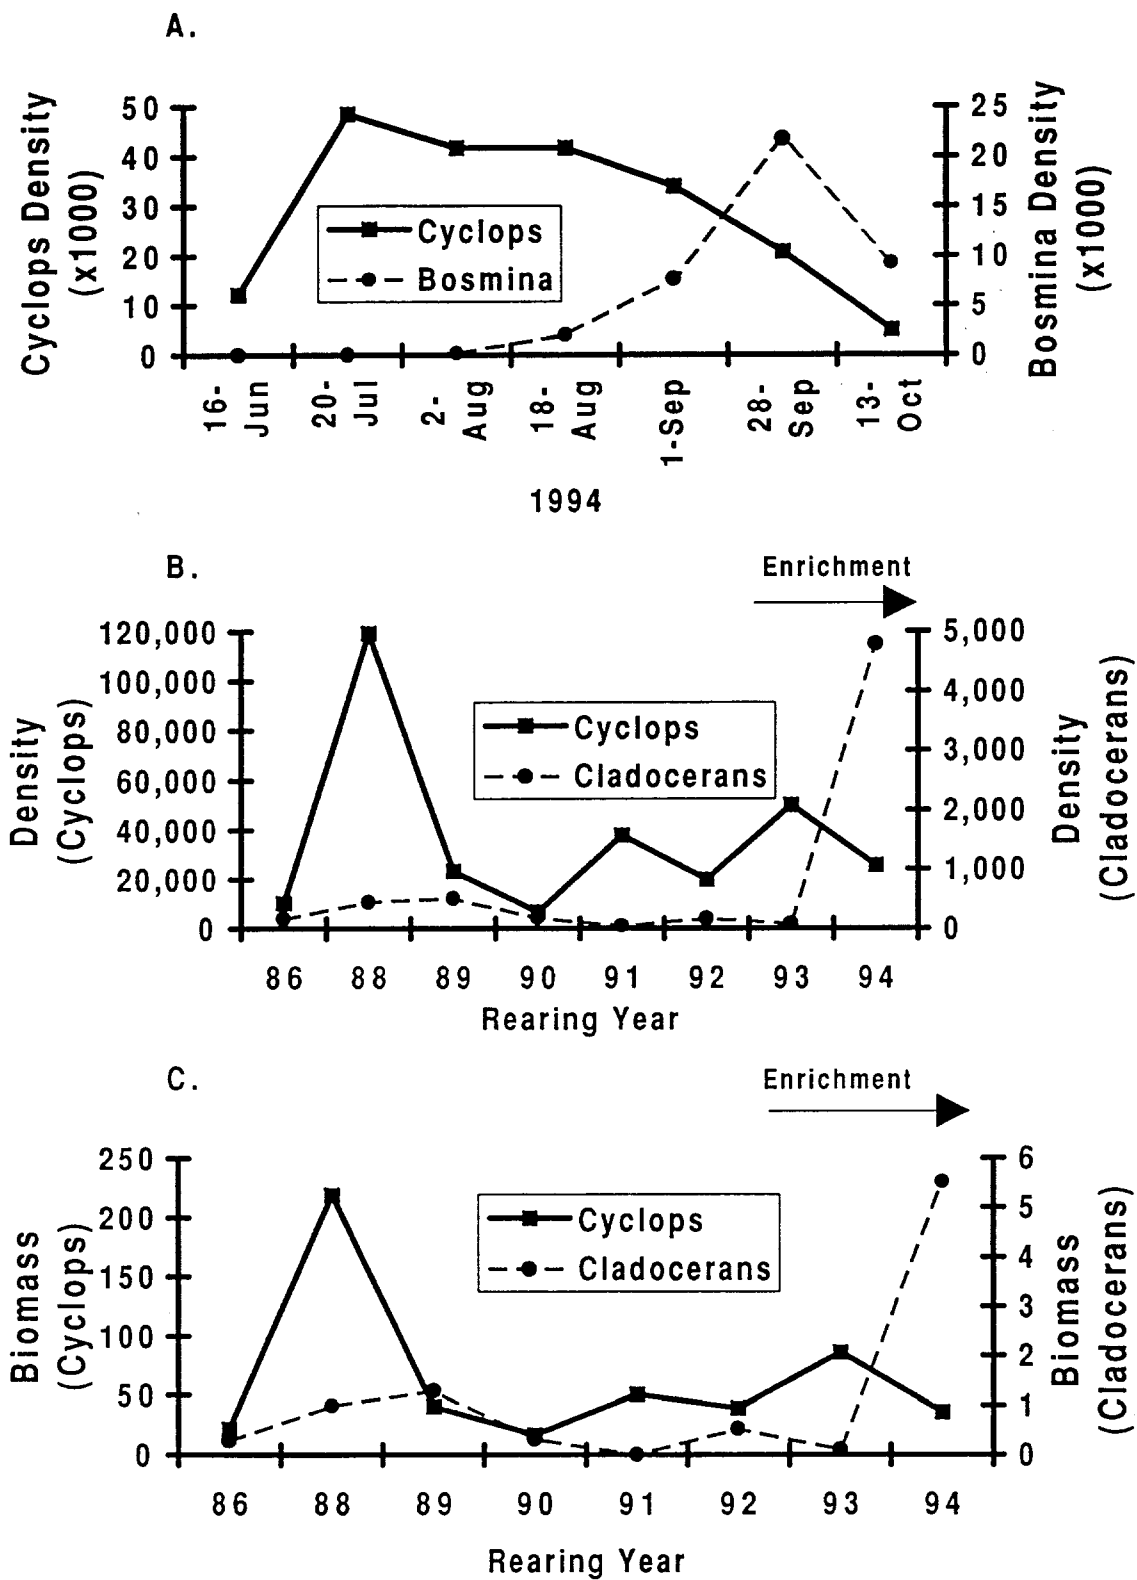 A.
50
40
30
20
10
0
Cyclops Density
(x1000)
25
20
15
10
5
0
Bosmina Density
(x1000)
Cyclops
Bosmina
16-
Jun
20-
Jul
2-
Aug
18-
Aug
1-Sep
28-
Sep
13-
Oct
1994
B.
Enrichment
120,000
100,000
80,000
60,000
40,000
20,000
0
Density
(Cyclops)
5,000
4,000
3,000
2,000
1,000
0
Density
(Cladocerans)
Cyclops
Cladocerans
86 88 89 90 91 92 93 94
Rearing Year
C.
Enrichment
250
200
150
100
50
0
Biomass
(Cyclops)
6
5
4
3
2
1
0
Biomass
(Cladocerans)
Cyclops
Cladocerans
86 88 89 90 91 92 93 94
Rearing Year